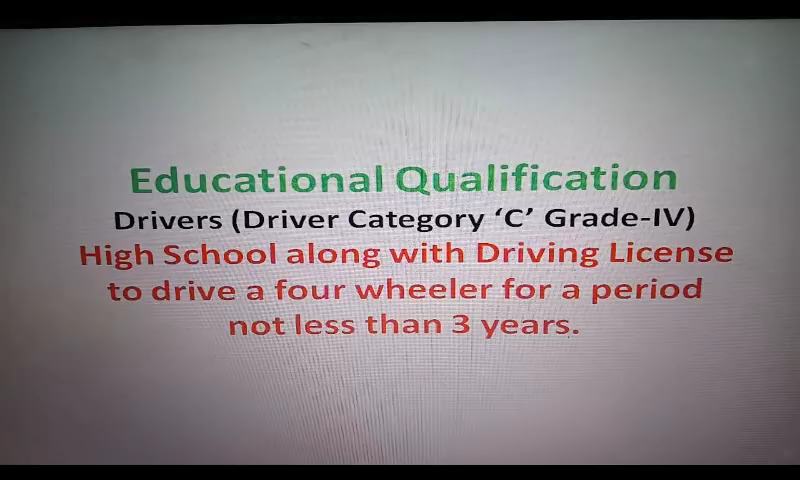 Educational Qualification
Drivers (Driver Category ‘C’ Grade-IV)
High School along with Driving License
to drive a four wheeler for a period
not less than 3 years.